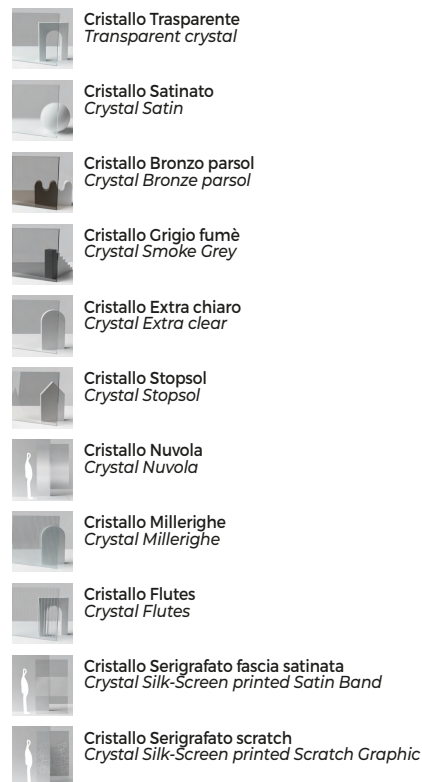 Cristallo Trasparente
Transparent crystal
Cristallo Satinato
Crystal Satin
Cristallo Bronzo parsol
Crystal Bronze parsol
Cristallo Grigio fumè
Crystal Smoke Grey
Cristallo Extra chiaro
Crystal Extra clear
Cristallo Stopsol
Crystal Stopsol
Cristallo Nuvola
Crystal Nuvola
Cristallo Millerighe
Crystal Millerighe
Cristallo Flutes
Crystal Flutes
Cristallo Serigrafato fascia satinata
Crystal Silk-Screen printed Satin Band
Cristallo Serigrafato scratch
Crystal Silk-Screen printed Scratch Graphic